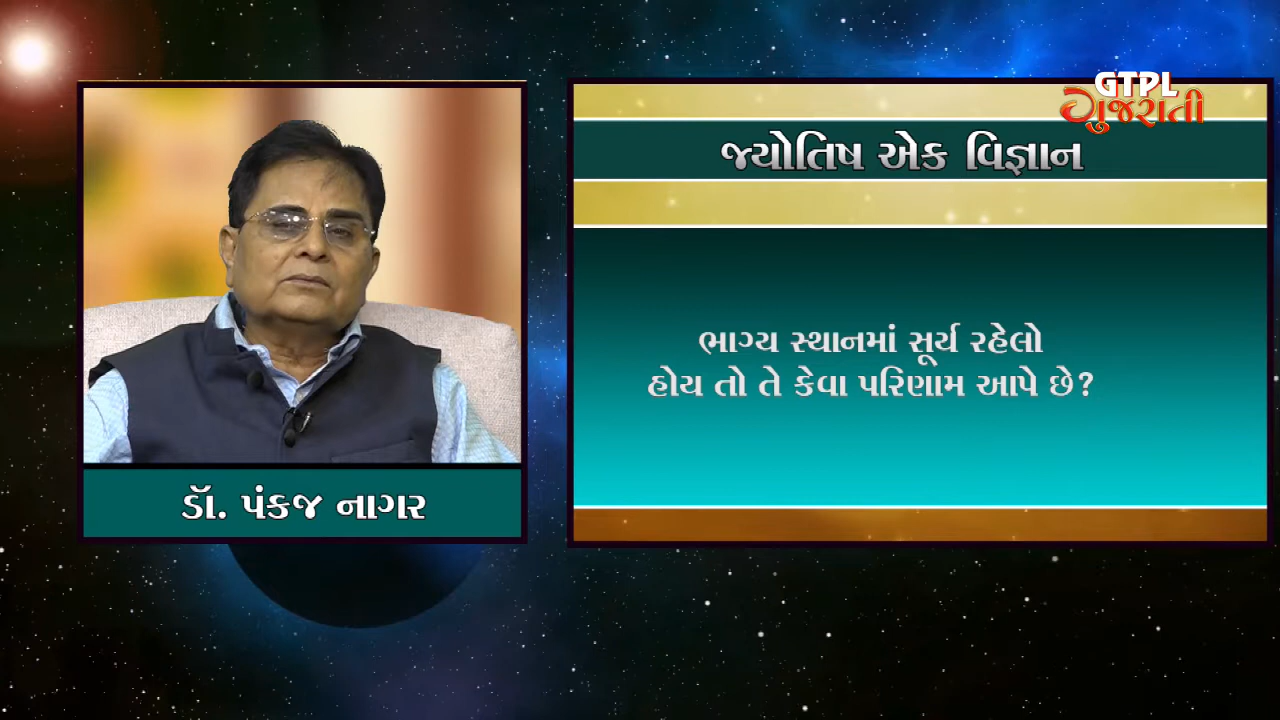 GTPL
ગુજરાતી
જ્યોતિષ એક વિજ્ઞાન
ભાગ્ય સ્થાનમાં સૂર્ય રહેલો
હોય તો તે કેવા પરિણામ આપે છે?
ડૉ. પંકજ નાગર